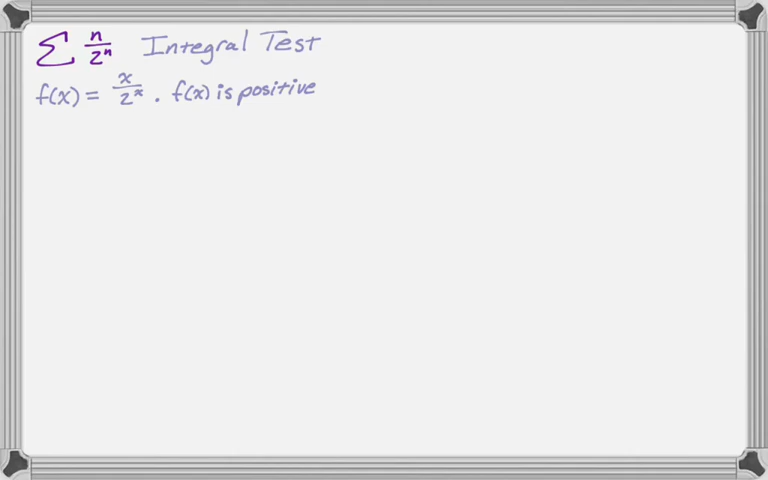 ∑ n/2ⁿ Integral Test
f(x) = x/2ˣ . f(x) is positive